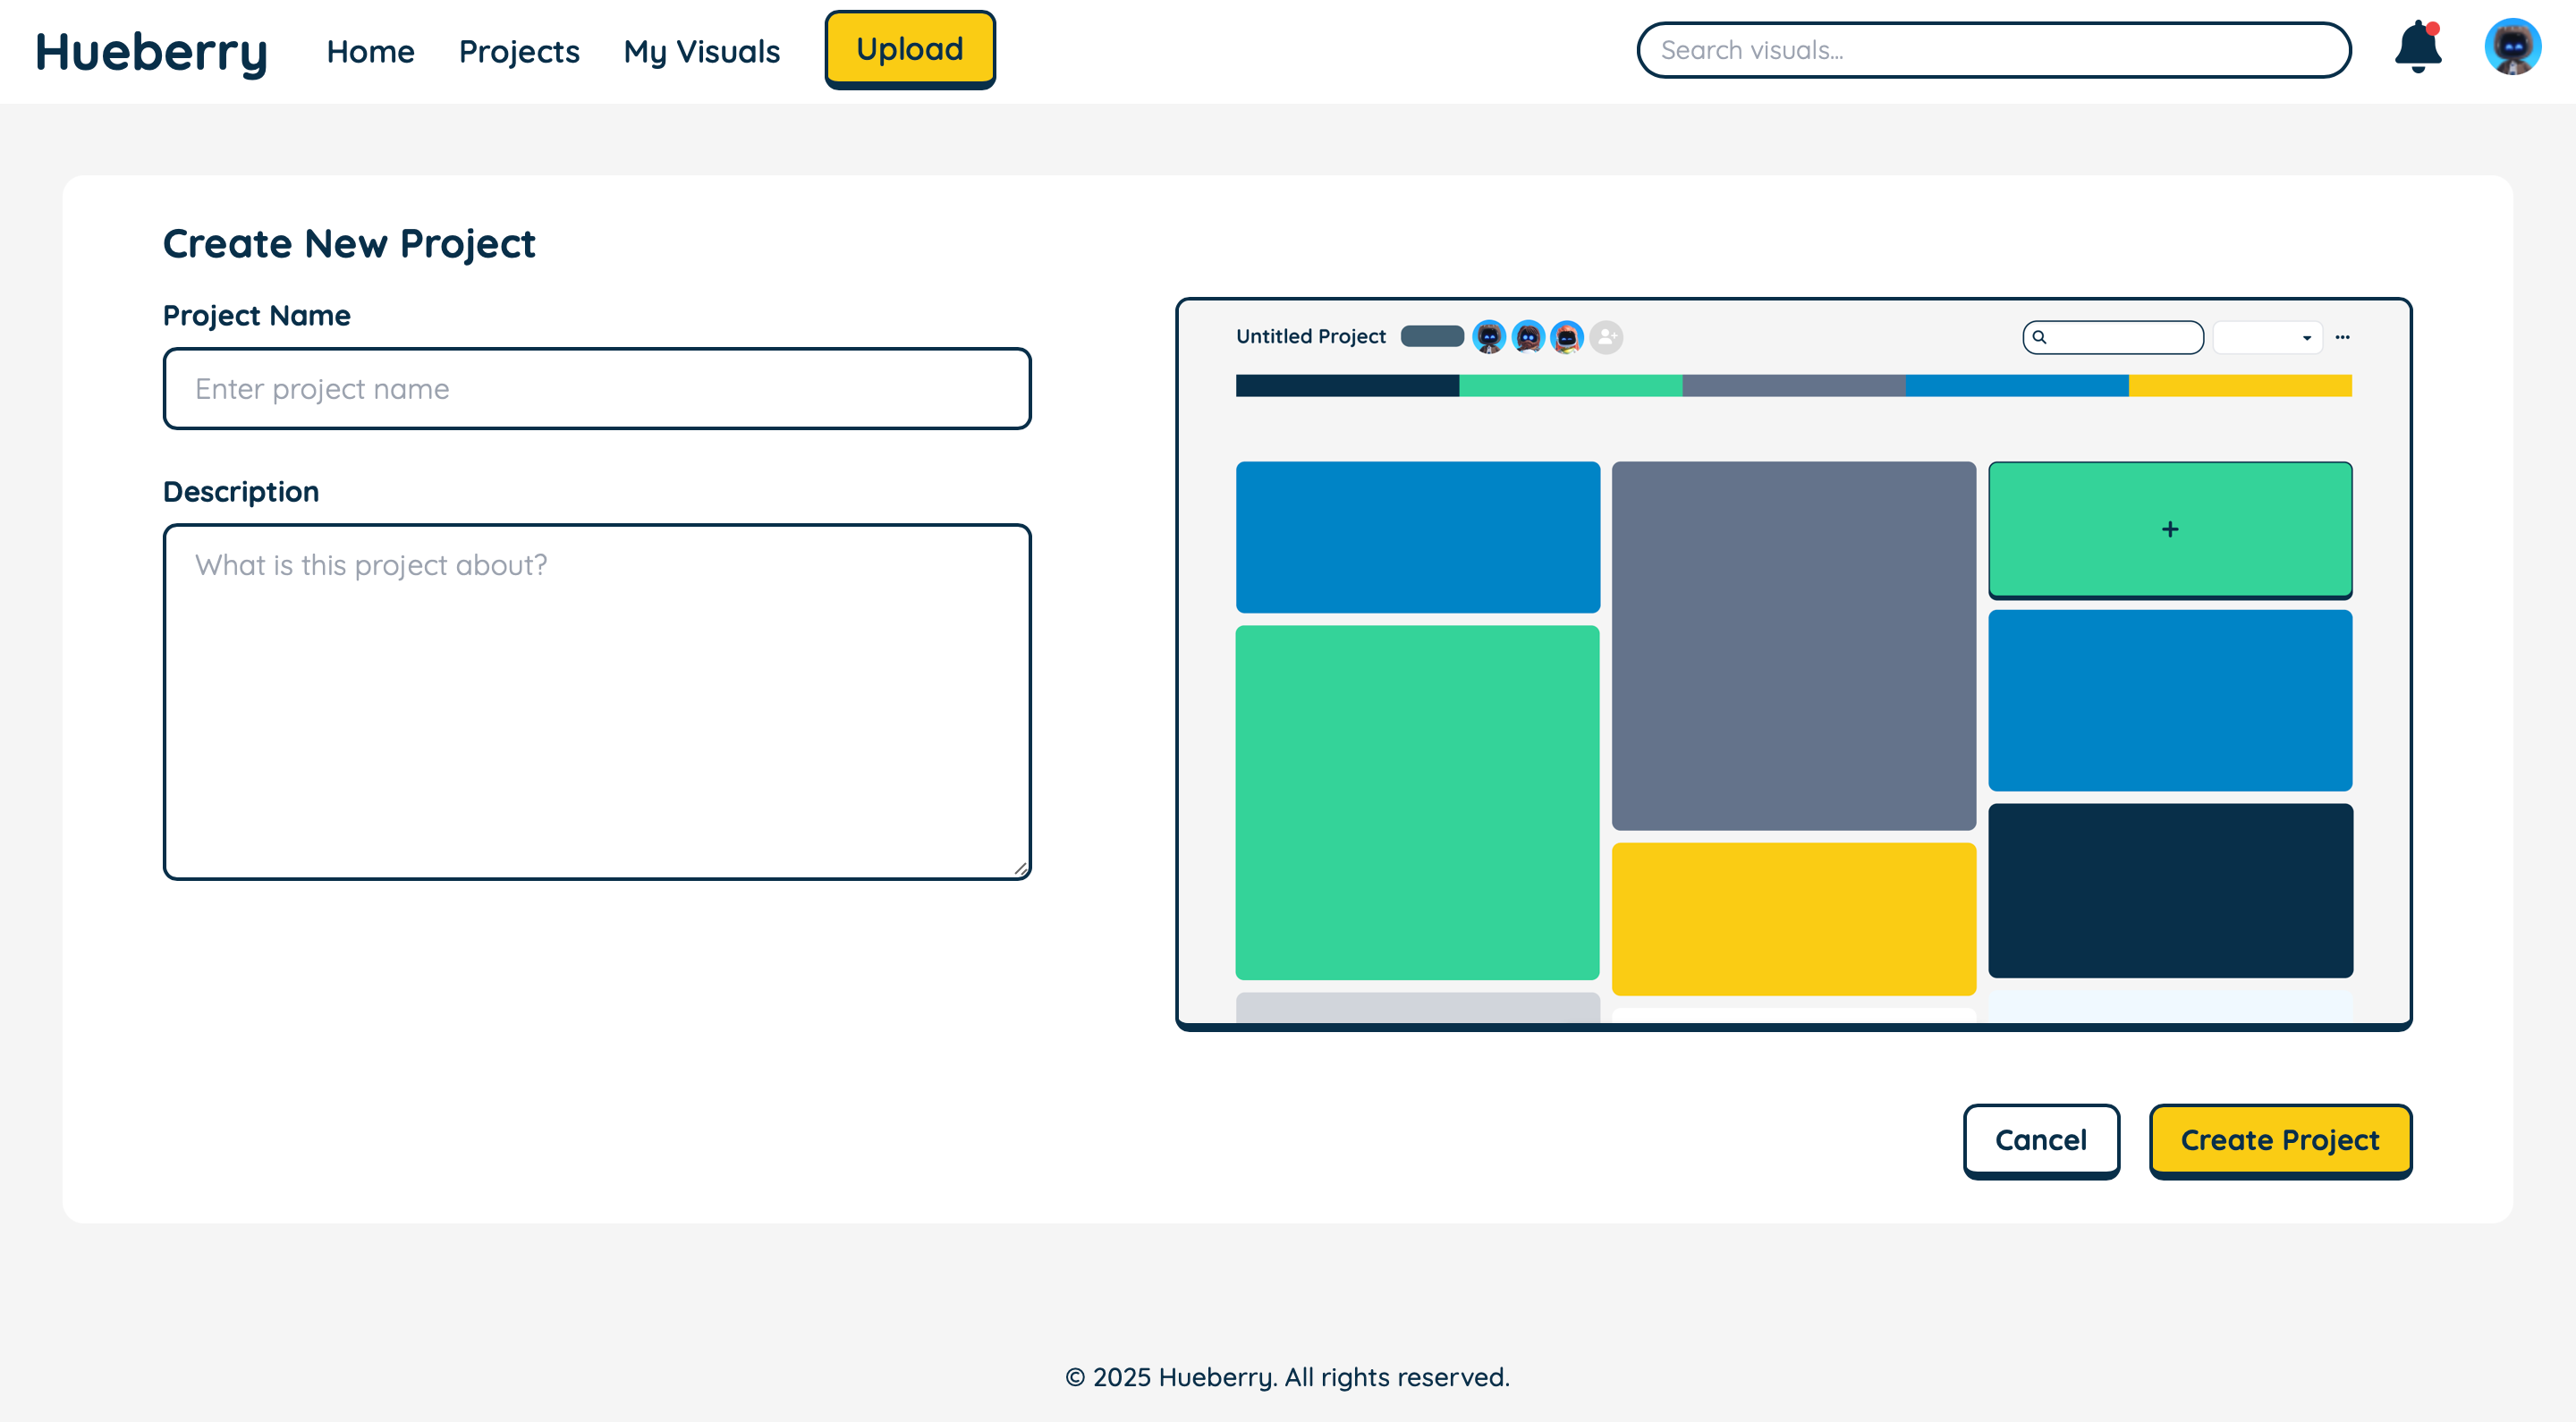 Hueberry
Home
Projects
My Visuals
Upload
Search visuals...
Create New Project
Project Name
Enter project name
Description
What is this project about?
Untitled Project
Cancel
Create Project
© 2025 Hueberry. All rights reserved.